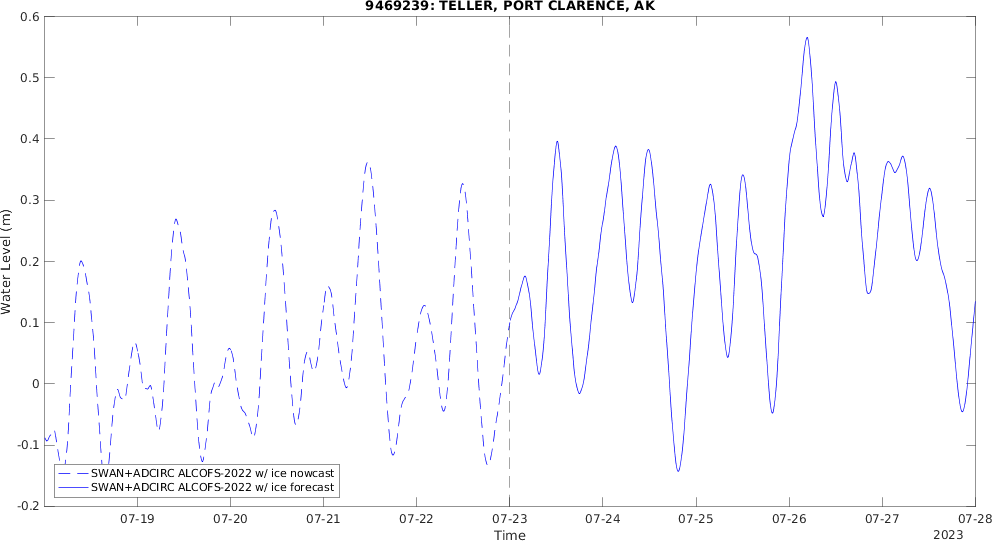 9469239: TELLER, PORT CLARENCE, AK
0.6
0.5
0.4
0.3
0.2
0.1
0
-0.1
-0.2
Water Level (m)
SWAN+ADCIRC ALCOFS-2022 w/ ice nowcast
SWAN+ADCIRC ALCOFS-2022 w/ ice forecast
07-19 07-20 07-21 07-22 07-23 07-24 07-25 07-26 07-27 07-28
Time
2023